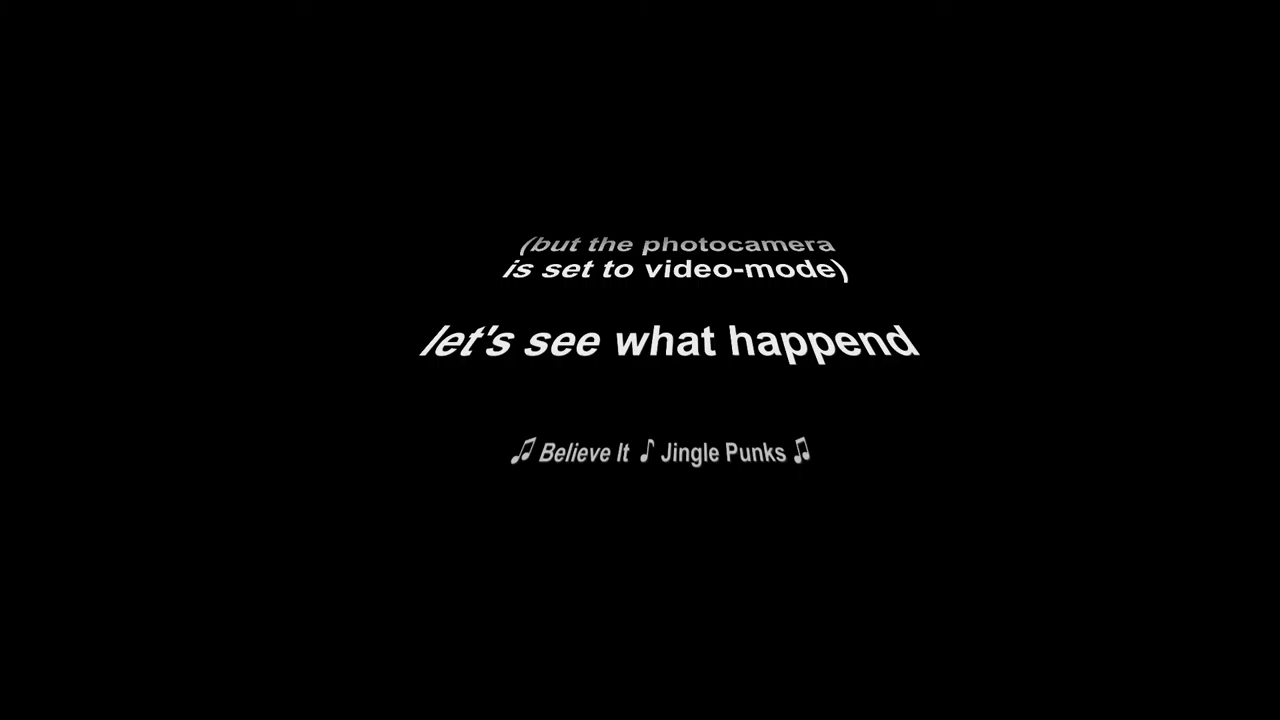 (but the photocamera
is set to video-mode)
let's see what happend
♫ Believe It ♪ Jingle Punks ♫